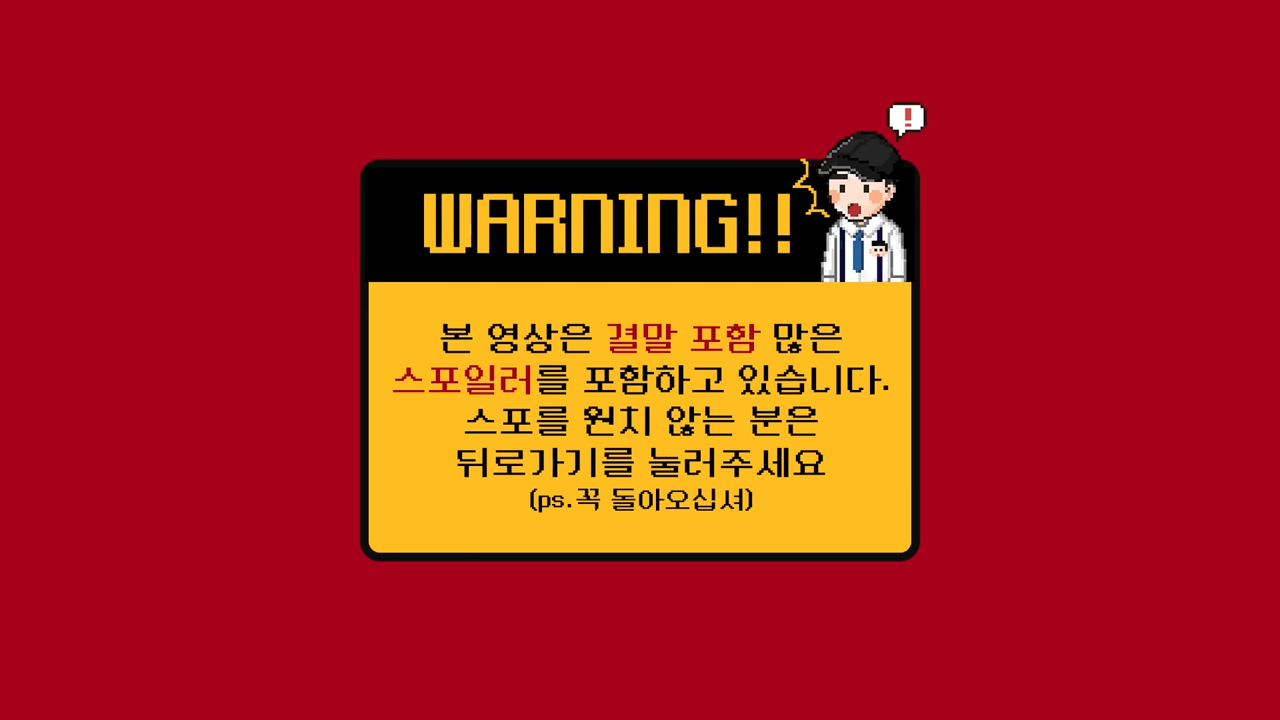 !
WARNING!!
본 영상은 결말 포함 많은
스포일러를 포함하고 있습니다.
스포를 원치 않는 분은
뒤로가기를 눌러주세요
(ps.꼭 돌아오십셔)